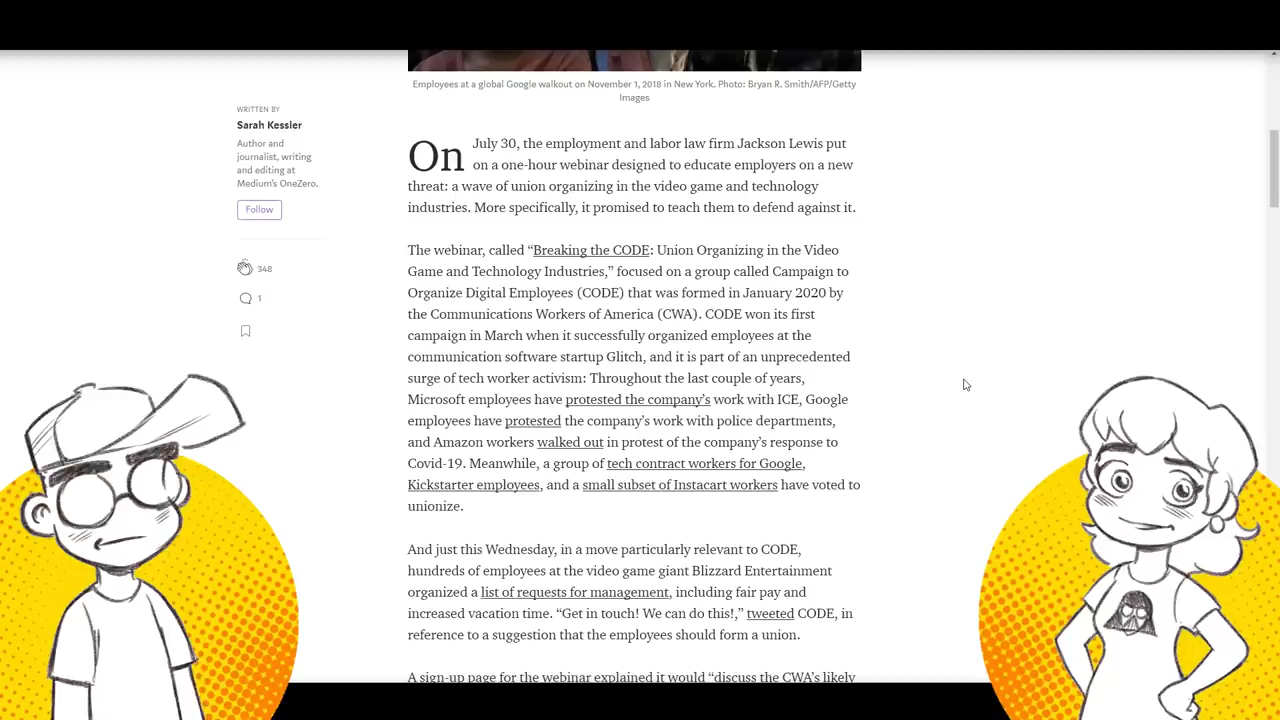 Employees at a global Google walkout on November 1, 2018 in New York. Photo: Bryan R. Smith/AFP/Getty
Images
WRITTEN BY
Sarah Kessler
Author and
journalist, writing
and editing at
Medium's OneZero.
Follow
348
1
On July 30, the employment and labor law firm Jackson Lewis put
on a one-hour webinar designed to educate employers on a new
threat: a wave of union organizing in the video game and technology
industries. More specifically, it promised to teach them to defend against it.
The webinar, called “Breaking the CODE: Union Organizing in the Video
Game and Technology Industries,” focused on a group called Campaign to
Organize Digital Employees (CODE) that was formed in January 2020 by
the Communications Workers of America (CWA). CODE won its first
campaign in March when it successfully organized employees at the
communication software startup Glitch, and it is part of an unprecedented
surge of tech worker activism: Throughout the last couple of years,
Microsoft employees have protested the company’s work with ICE, Google
employees have protested the company’s work with police departments,
and Amazon workers walked out in protest of the company’s response to
Covid-19. Meanwhile, a group of tech contract workers for Google,
Kickstarter employees, and a small subset of Instacart workers have voted to
unionize.
And just this Wednesday, in a move particularly relevant to CODE,
hundreds of employees at the video game giant Blizzard Entertainment
organized a list of requests for management, including fair pay and
increased vacation time. “Get in touch! We can do this!,” tweeted CODE, in
reference to a suggestion that the employees should form a union.
A sign-up page for the webinar explained it would “discuss the CWA’s likely